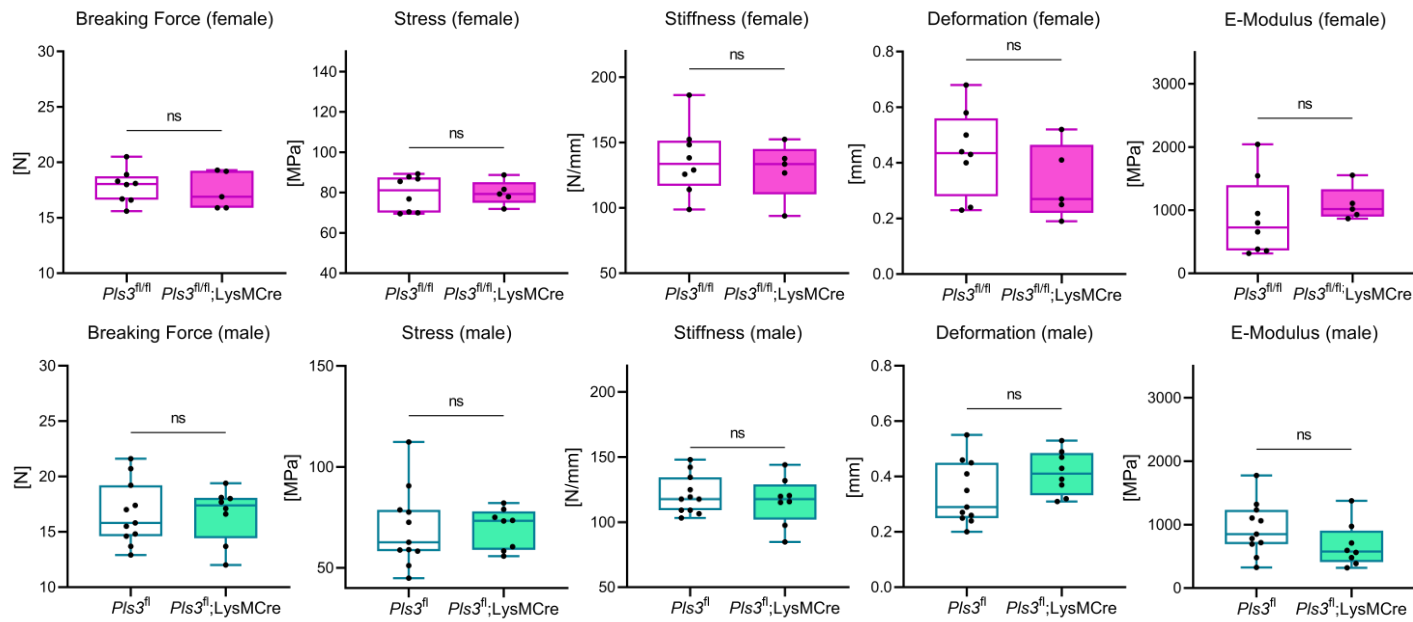 Breaking Force (female)
[N]
30
25
20
15
10
ns
Pls3fl/fl
Pls3fl/fl;LysMCre
Stress (female)
[MPa]
140
120
100
80
60
40
ns
Pls3fl/fl
Pls3fl/fl;LysMCre
Stiffness (female)
[N/mm]
200
150
100
50
ns
Pls3fl/fl
Pls3fl/fl;LysMCre
Deformation (female)
[mm]
0.8
0.6
0.4
0.2
0.0
ns
Pls3fl/fl
Pls3fl/fl;LysMCre
E-Modulus (female)
[MPa]
3000
2000
1000
0
ns
Pls3fl/fl
Pls3fl/fl;LysMCre
Breaking Force (male)
[N]
30
25
20
15
10
ns
Pls3fl
Pls3fl;LysMCre
Stress (male)
[MPa]
150
100
50
ns
Pls3fl
Pls3fl;LysMCre
Stiffness (male)
[N/mm]
200
150
100
50
ns
Pls3fl
Pls3fl;LysMCre
Deformation (male)
[mm]
0.8
0.6
0.4
0.2
0.0
ns
Pls3fl
Pls3fl;LysMCre
E-Modulus (male)
[MPa]
3000
2000
1000
0
ns
Pls3fl
Pls3fl;LysMCre